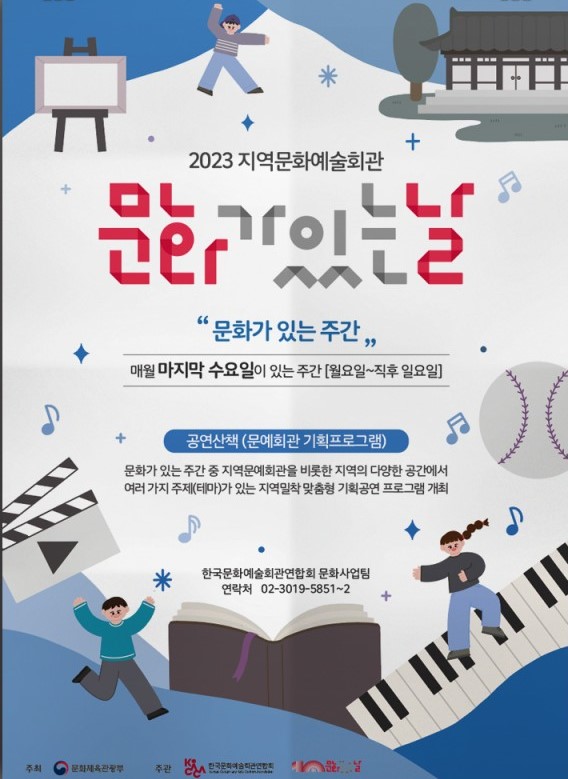 2023 지역문화예술회관
문화가있는날
“ 문화가 있는 주간 „
매월 마지막 수요일이 있는 주간 [월요일~직후 일요일]
공연산책 (문예회관 기획프로그램)
문화가 있는 주간 중 지역문예회관을 비롯한 지역의 다양한 공간에서
여러 가지 주제(테마)가 있는 지역밀착 맞춤형 기획공연 프로그램 개최
한국문화예술회관연합회 문화사업팀
연락처 02-3019-5851~2
주최 문화체육관광부 주관 한국문화예술회관연합회